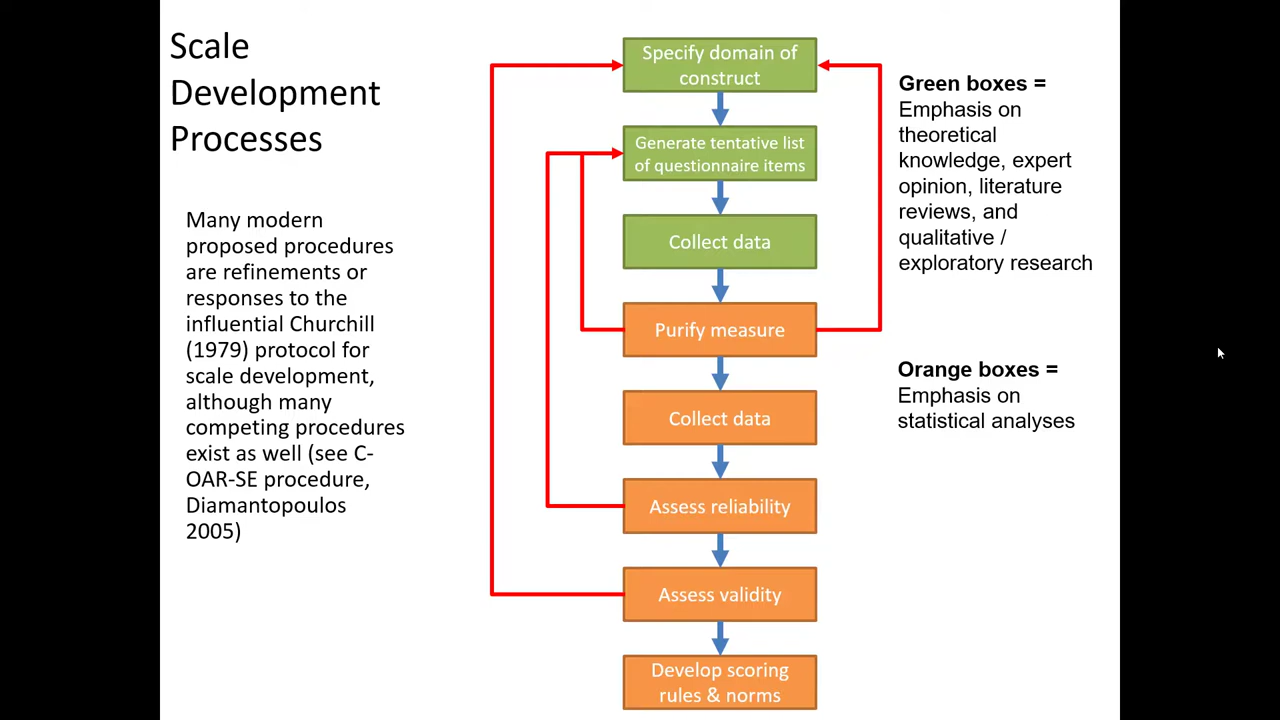 Scale
Development
Processes
Many modern
proposed procedures
are refinements or
responses to the
influential Churchill
(1979) protocol for
scale development,
although many
competing procedures
exist as well (see C-
OAR-SE procedure,
Diamantopoulos
2005)
Specify domain of
construct
Generate tentative list
of questionnaire items
Collect data
Purify measure
Collect data
Assess reliability
Assess validity
Develop scoring
rules & norms
Green boxes =
Emphasis on
theoretical
knowledge, expert
opinion, literature
reviews, and
qualitative /
exploratory research
Orange boxes =
Emphasis on
statistical analyses